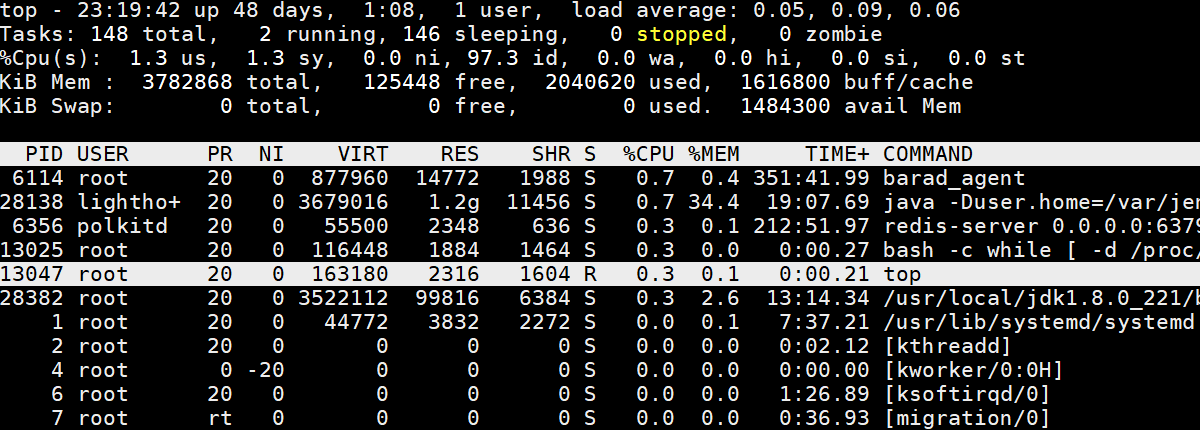 top - 23:19:42 up 48 days,  1:08,  1 user,  load average: 0.05, 0.09, 0.06
Tasks: 148 total,   2 running, 146 sleeping,   0 stopped,   0 zombie
%Cpu(s):  1.3 us,  1.3 sy,  0.0 ni, 97.3 id,  0.0 wa,  0.0 hi,  0.0 si,  0.0 st
KiB Mem :  3782868 total,   125448 free,  2040620 used,  1616800 buff/cache
KiB Swap:        0 total,        0 free,        0 used.  1484300 avail Mem
  PID USER      PR  NI    VIRT    RES    SHR S  %CPU %MEM     TIME+ COMMAND
 6114 root      20   0  877960  14772   1988 S   0.7  0.4 351:41.99 barad_agent
28138 lightho+  20   0 3679016   1.2g  11456 S   0.7 34.4  19:07.69 java -Duser.home=/var/jen
 6356 polkitd   20   0   55500   2348    636 S   0.3  0.1 212:51.97 redis-server 0.0.0.0:6379
13025 root      20   0  116448   1884   1464 S   0.3  0.0   0:00.27 bash -c while [ -d /proc/
13047 root      20   0  163180   2316   1604 R   0.3  0.1   0:00.21 top
28382 root      20   0 3522112  99816   6384 S   0.3  2.6  13:14.34 /usr/local/jdk1.8.0_221/b
    1 root      20   0   44772   3832   2272 S   0.0  0.1   7:37.21 /usr/lib/systemd/systemd
    2 root      20   0       0      0      0 S   0.0  0.0   0:02.12 [kthreadd]
    4 root       0 -20       0      0      0 S   0.0  0.0   0:00.00 [kworker/0:0H]
    6 root      20   0       0      0      0 S   0.0  0.0   1:26.89 [ksoftirqd/0]
    7 root      rt   0       0      0      0 S   0.0  0.0   0:36.93 [migration/0]